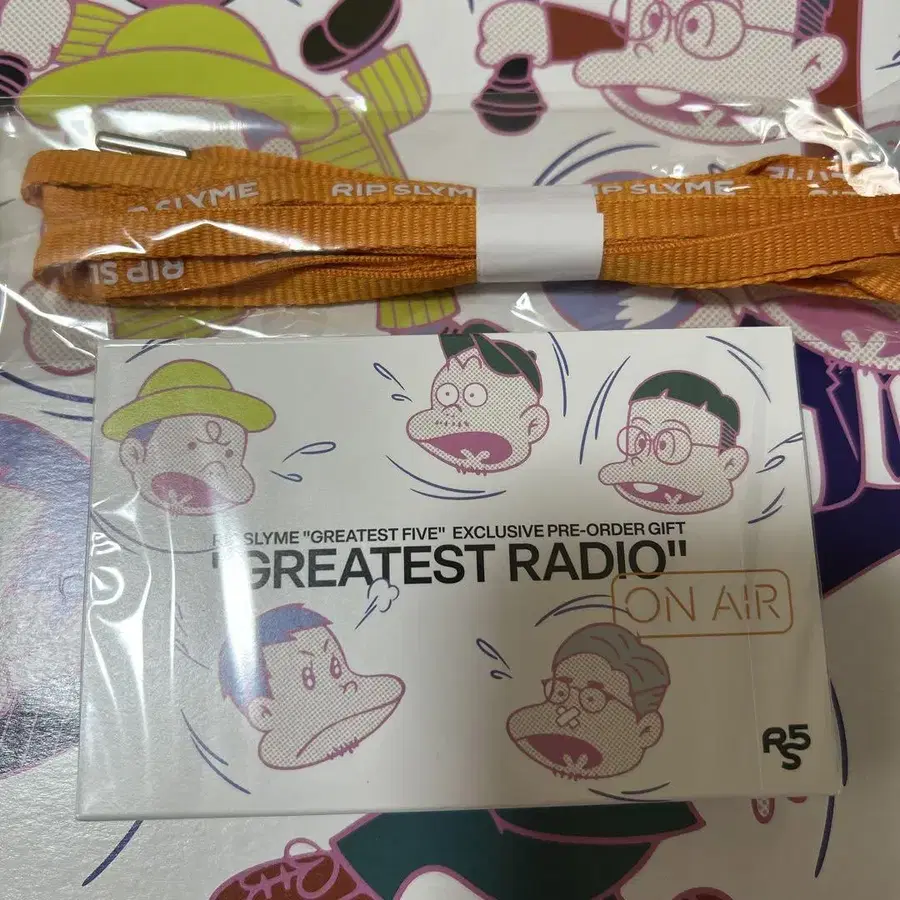 SLYME RIP SLYME RIP SLYME
RIP SL
RIP SLYME "GREATEST FIVE" EXCLUSIVE PRE-ORDER GIFT
"GREATEST RADIO"
ON AIR
RS5